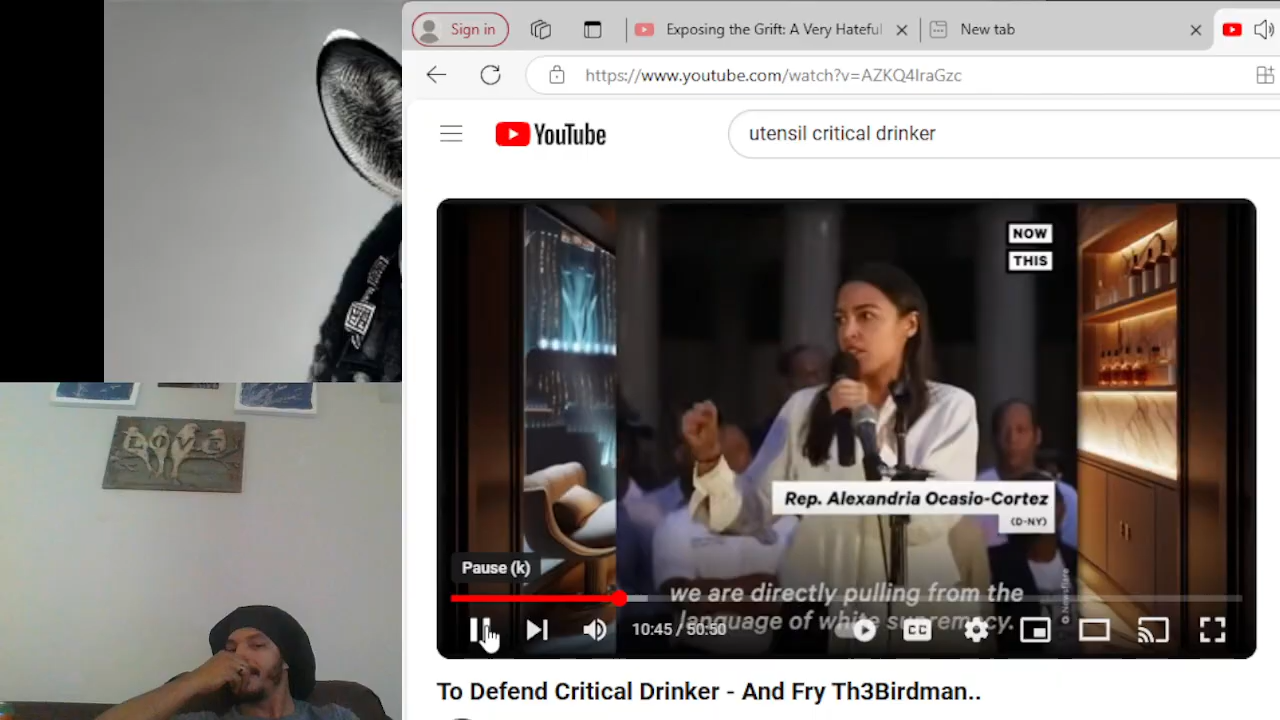 Sign in
Exposing the Grift: A Very Hateful
New tab
https://www.youtube.com/watch?v=AZKQ4IraGzc
YouTube
utensil critical drinker
NOW
THIS
LOVE
Rep. Alexandria Ocasio-Cortez
(D-NY)
Pause (k)
we are directly pulling from the
language of white supremacy.
10:45 / 50:50
CC
© Newsflare
To Defend Critical Drinker - And Fry Th3Birdman..